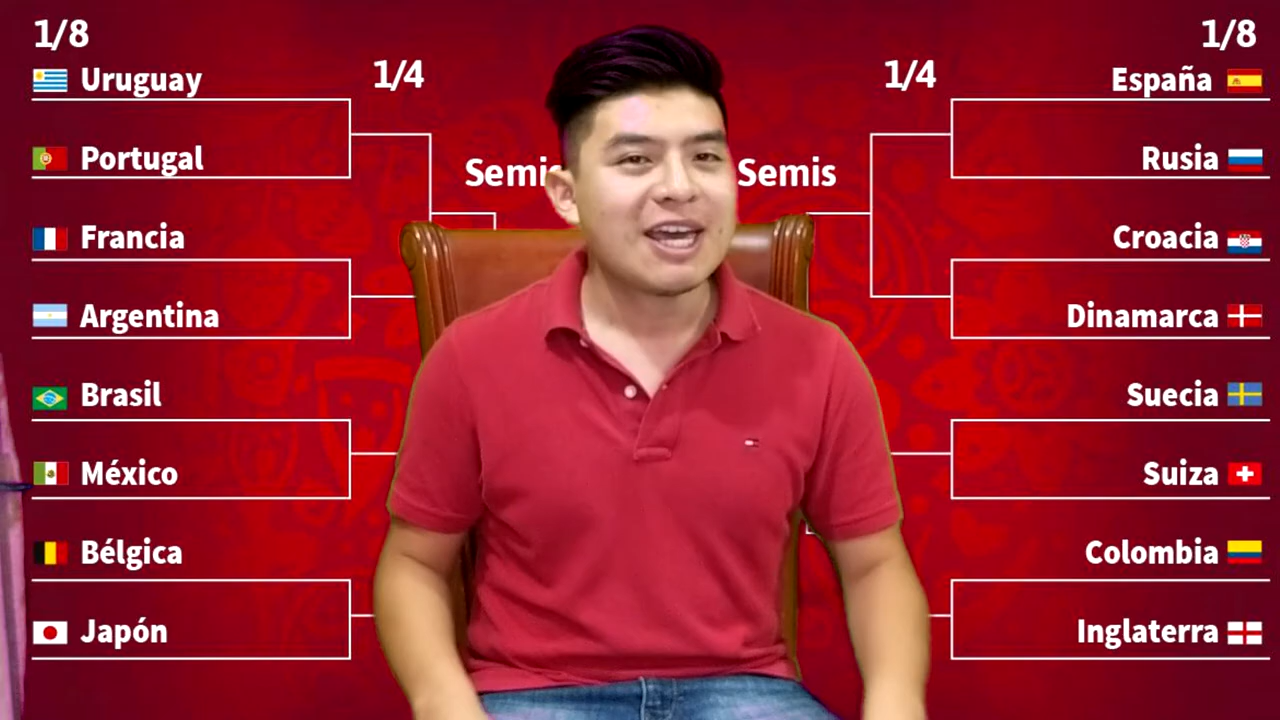 1/8
Uruguay
Portugal
Francia
Argentina
Brasil
México
Bélgica
Japón
1/4
Semis
1/4
Semis
1/8
España
Rusia
Croacia
Dinamarca
Suecia
Suiza
Colombia
Inglaterra